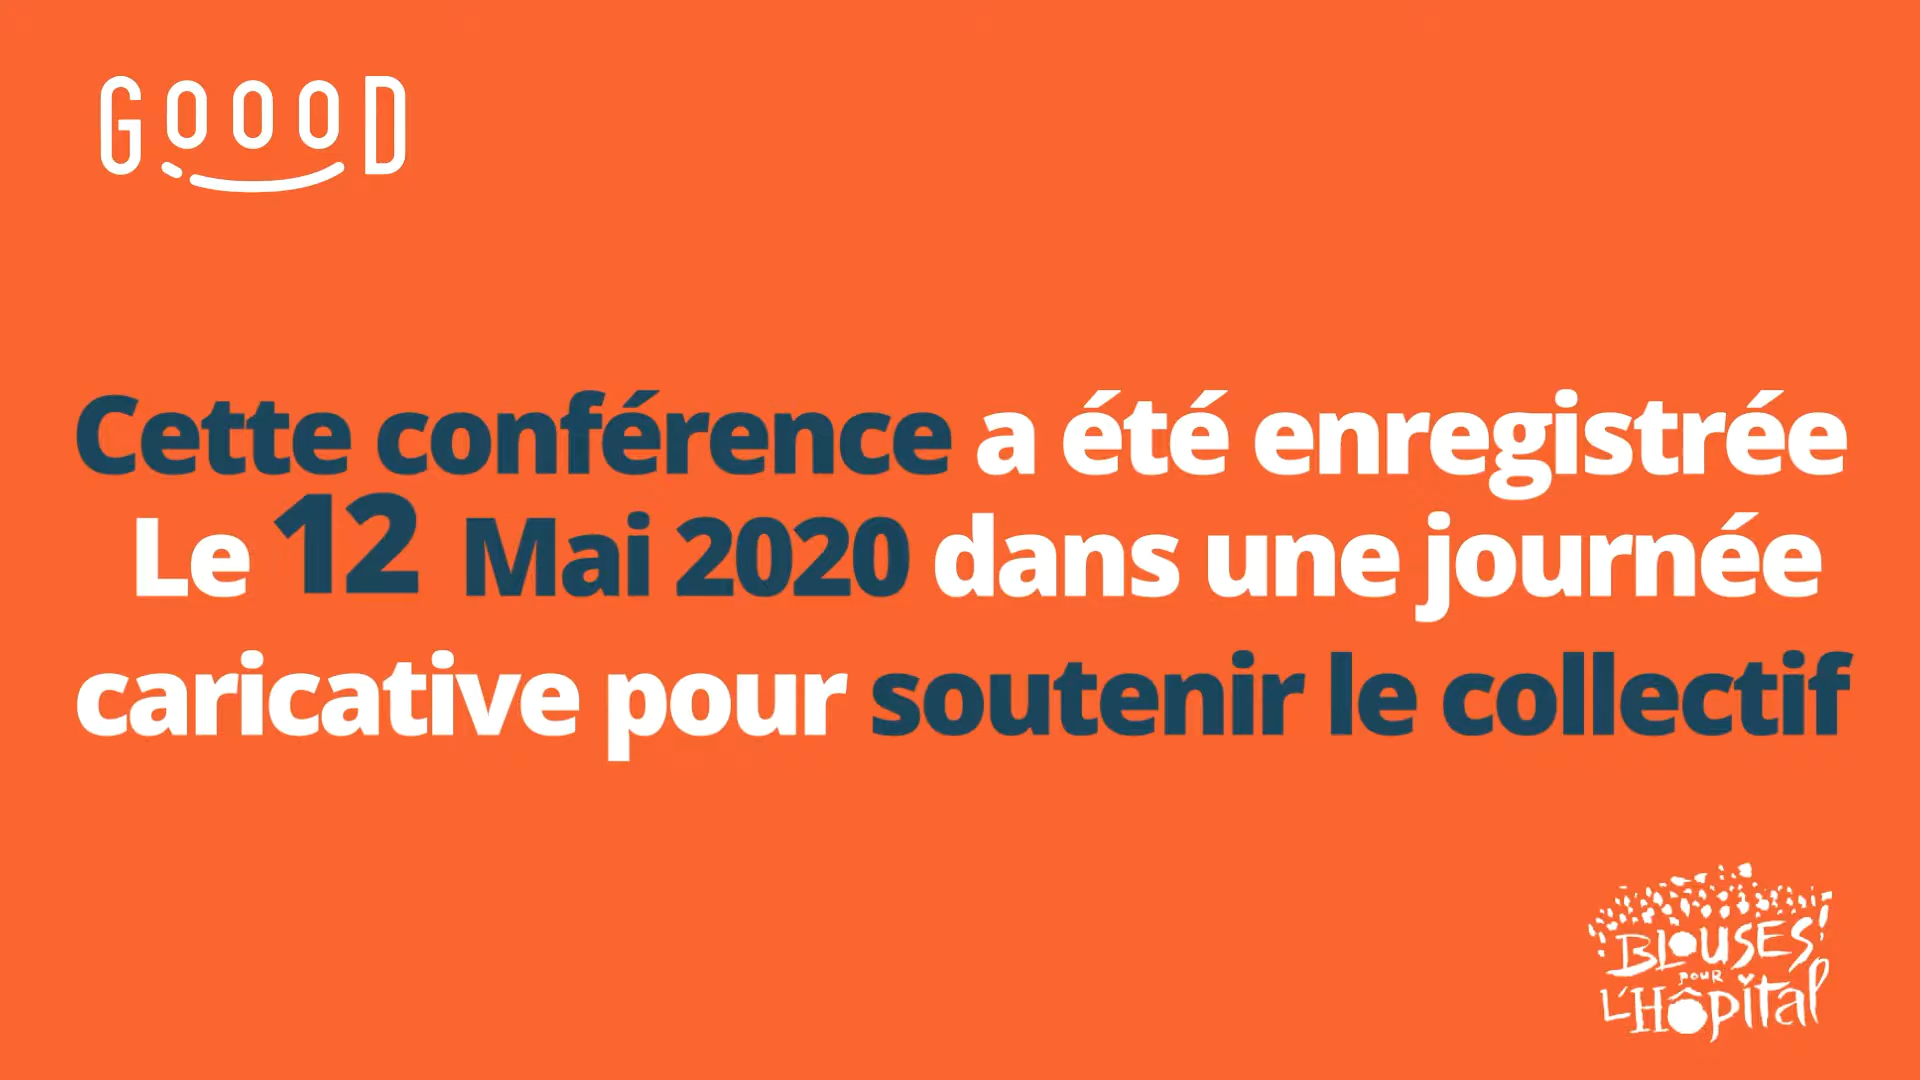 GOOOD
Cette conférence a été enregistrée
Le 12 Mai 2020 dans une journée
caricative pour soutenir le collectif
BLOUSES
POUR
L'Hôpital